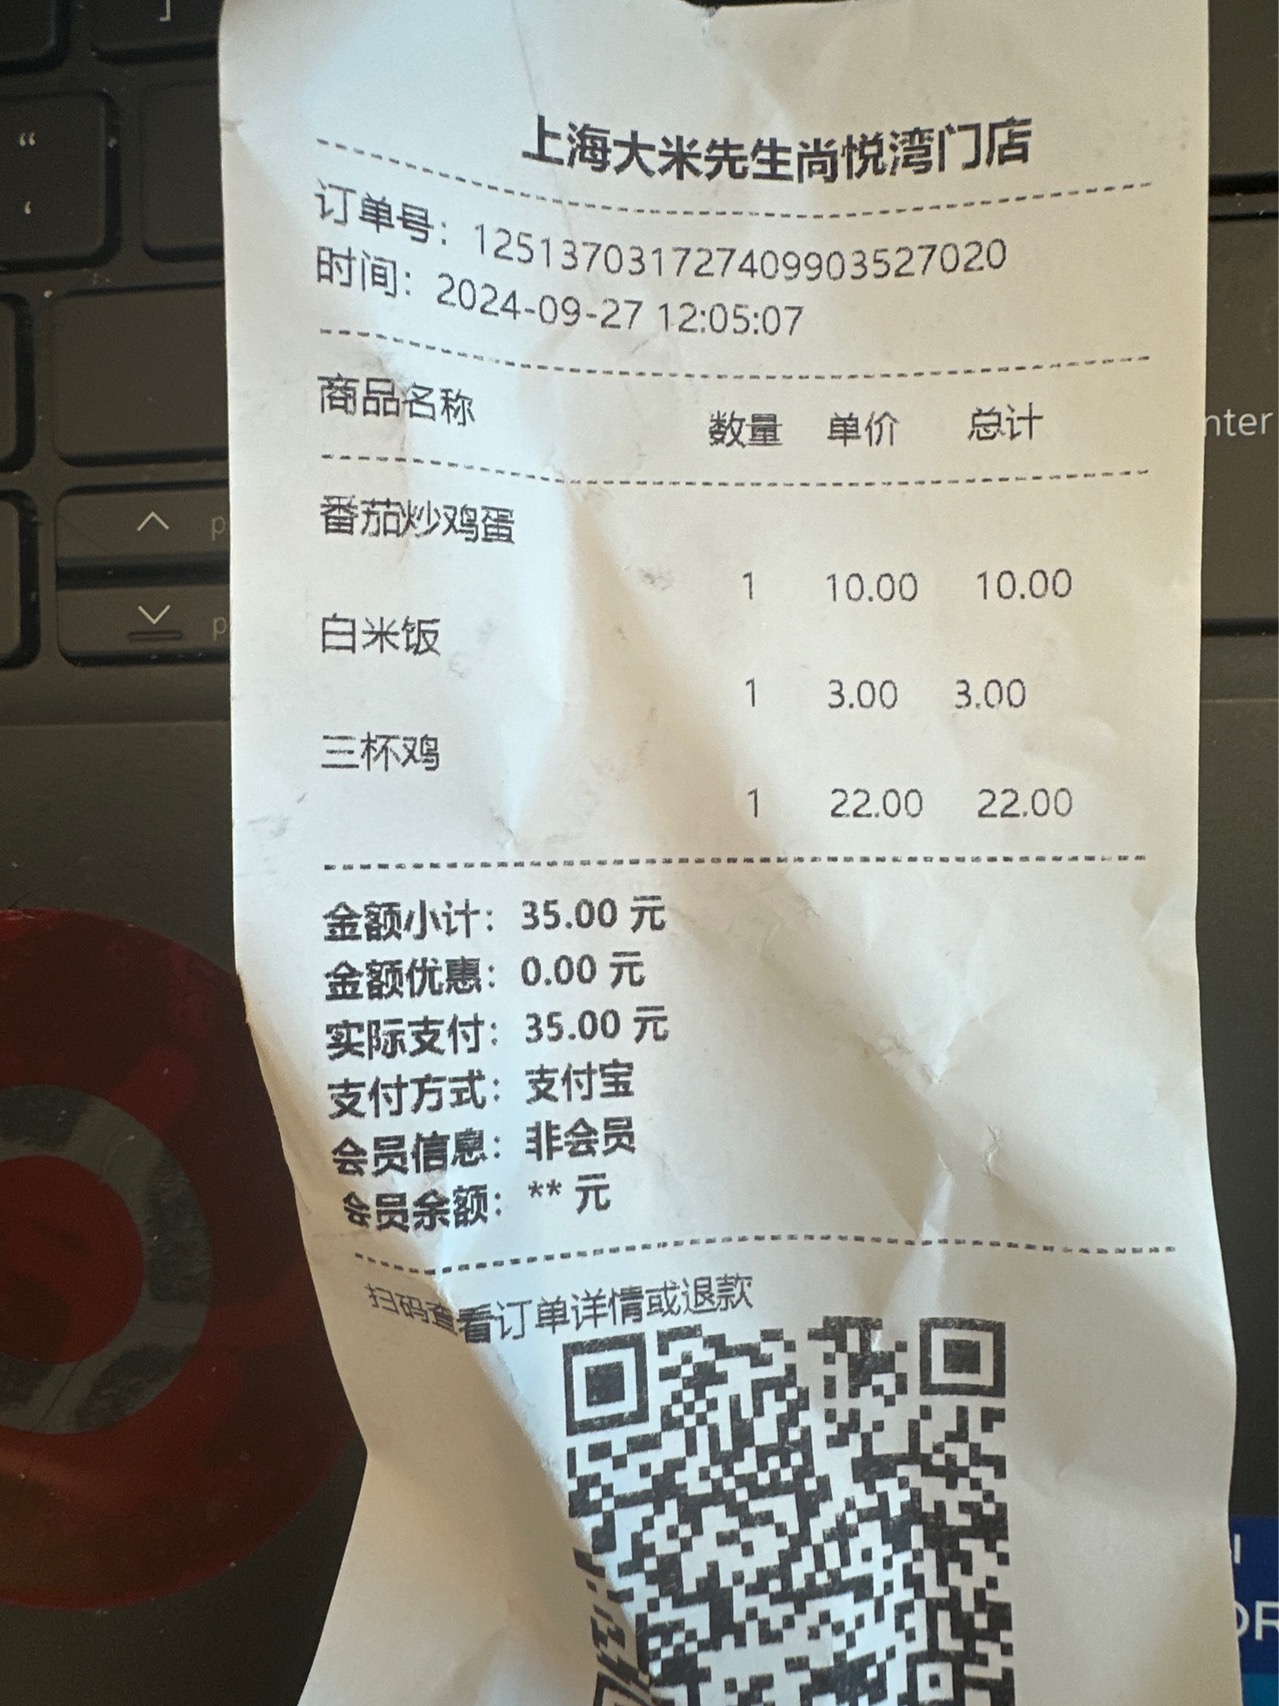 上海大米先生尚悦湾门店
订单号：125137031727409903527020
时间：2024-09-27 12:05:07
商品名称 数量 单价 总计
番茄炒鸡蛋
1 10.00 10.00
白米饭
1 3.00 3.00
三杯鸡
1 22.00 22.00
金额小计：35.00 元
金额优惠：0.00 元
实际支付：35.00 元
支付方式：支付宝
会员信息：非会员
会员余额：** 元
扫码查看订单详情或退款